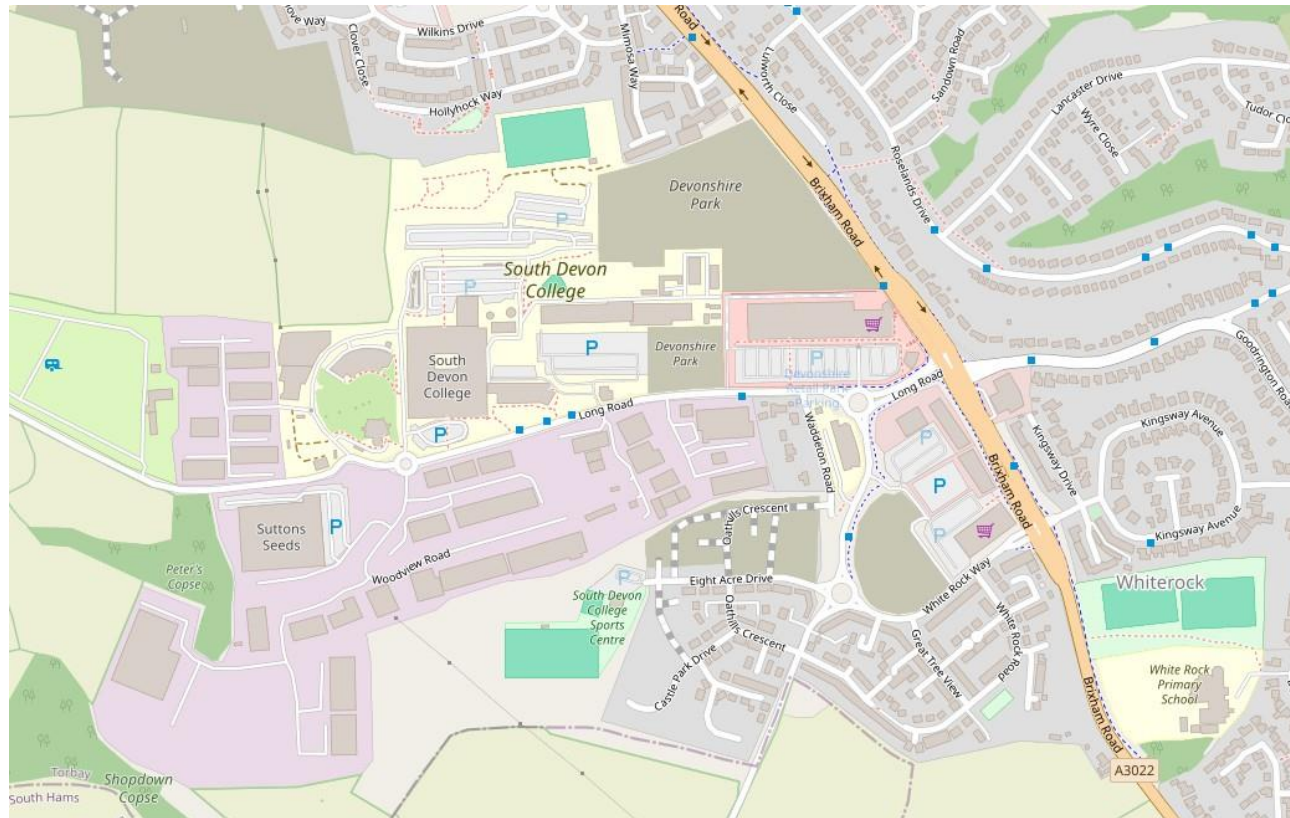 Road
Grove Way
Clover Close
Wilkins Drive
Mimosa Way
Hollyhock Way
Lulworth Close
Sandown Road
Lancaster Drive
Wyre Close
Roselands Drive
Devonshire
Park
Brixham Road
P
South Devon
College
P
South
Devon
College
P
Devonshire
Park
P
Devonshire
Retail Park
Parking
Long Road
Long Road
Goodrington Road
Kingsway Avenue
Kingsway Drive
Kingsway Avenue
P
Waddeton Road
P
P
P
Brixham Road
Suttons
Seeds
P
Peter's
Copse
Woodview Road
Oathills Crescent
Eight Acre Drive
P
South Devon
College
Sports
Centre
Oathills Crescent
Castle Park Drive
White Rock Way
White Rock Road
Great Tree View
Whiterock
White Rock
Primary
School
Brixham Road
A3022
Torbay
South Hams
Shopdown
Copse